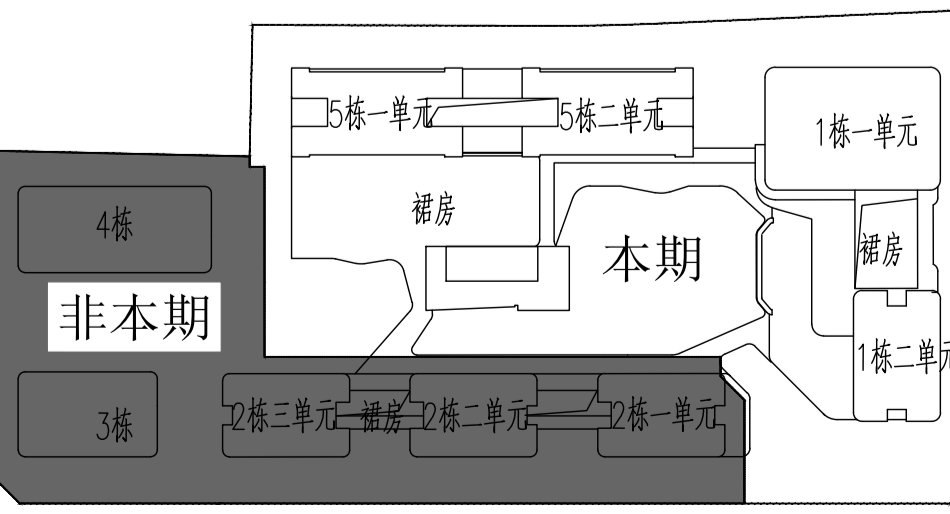 5栋一单元
5栋二单元
1栋一单元
裙房
4栋
本期
裙房
非本期
1栋二单元
3栋
2栋三单元
裙房
2栋二单元
2栋一单元